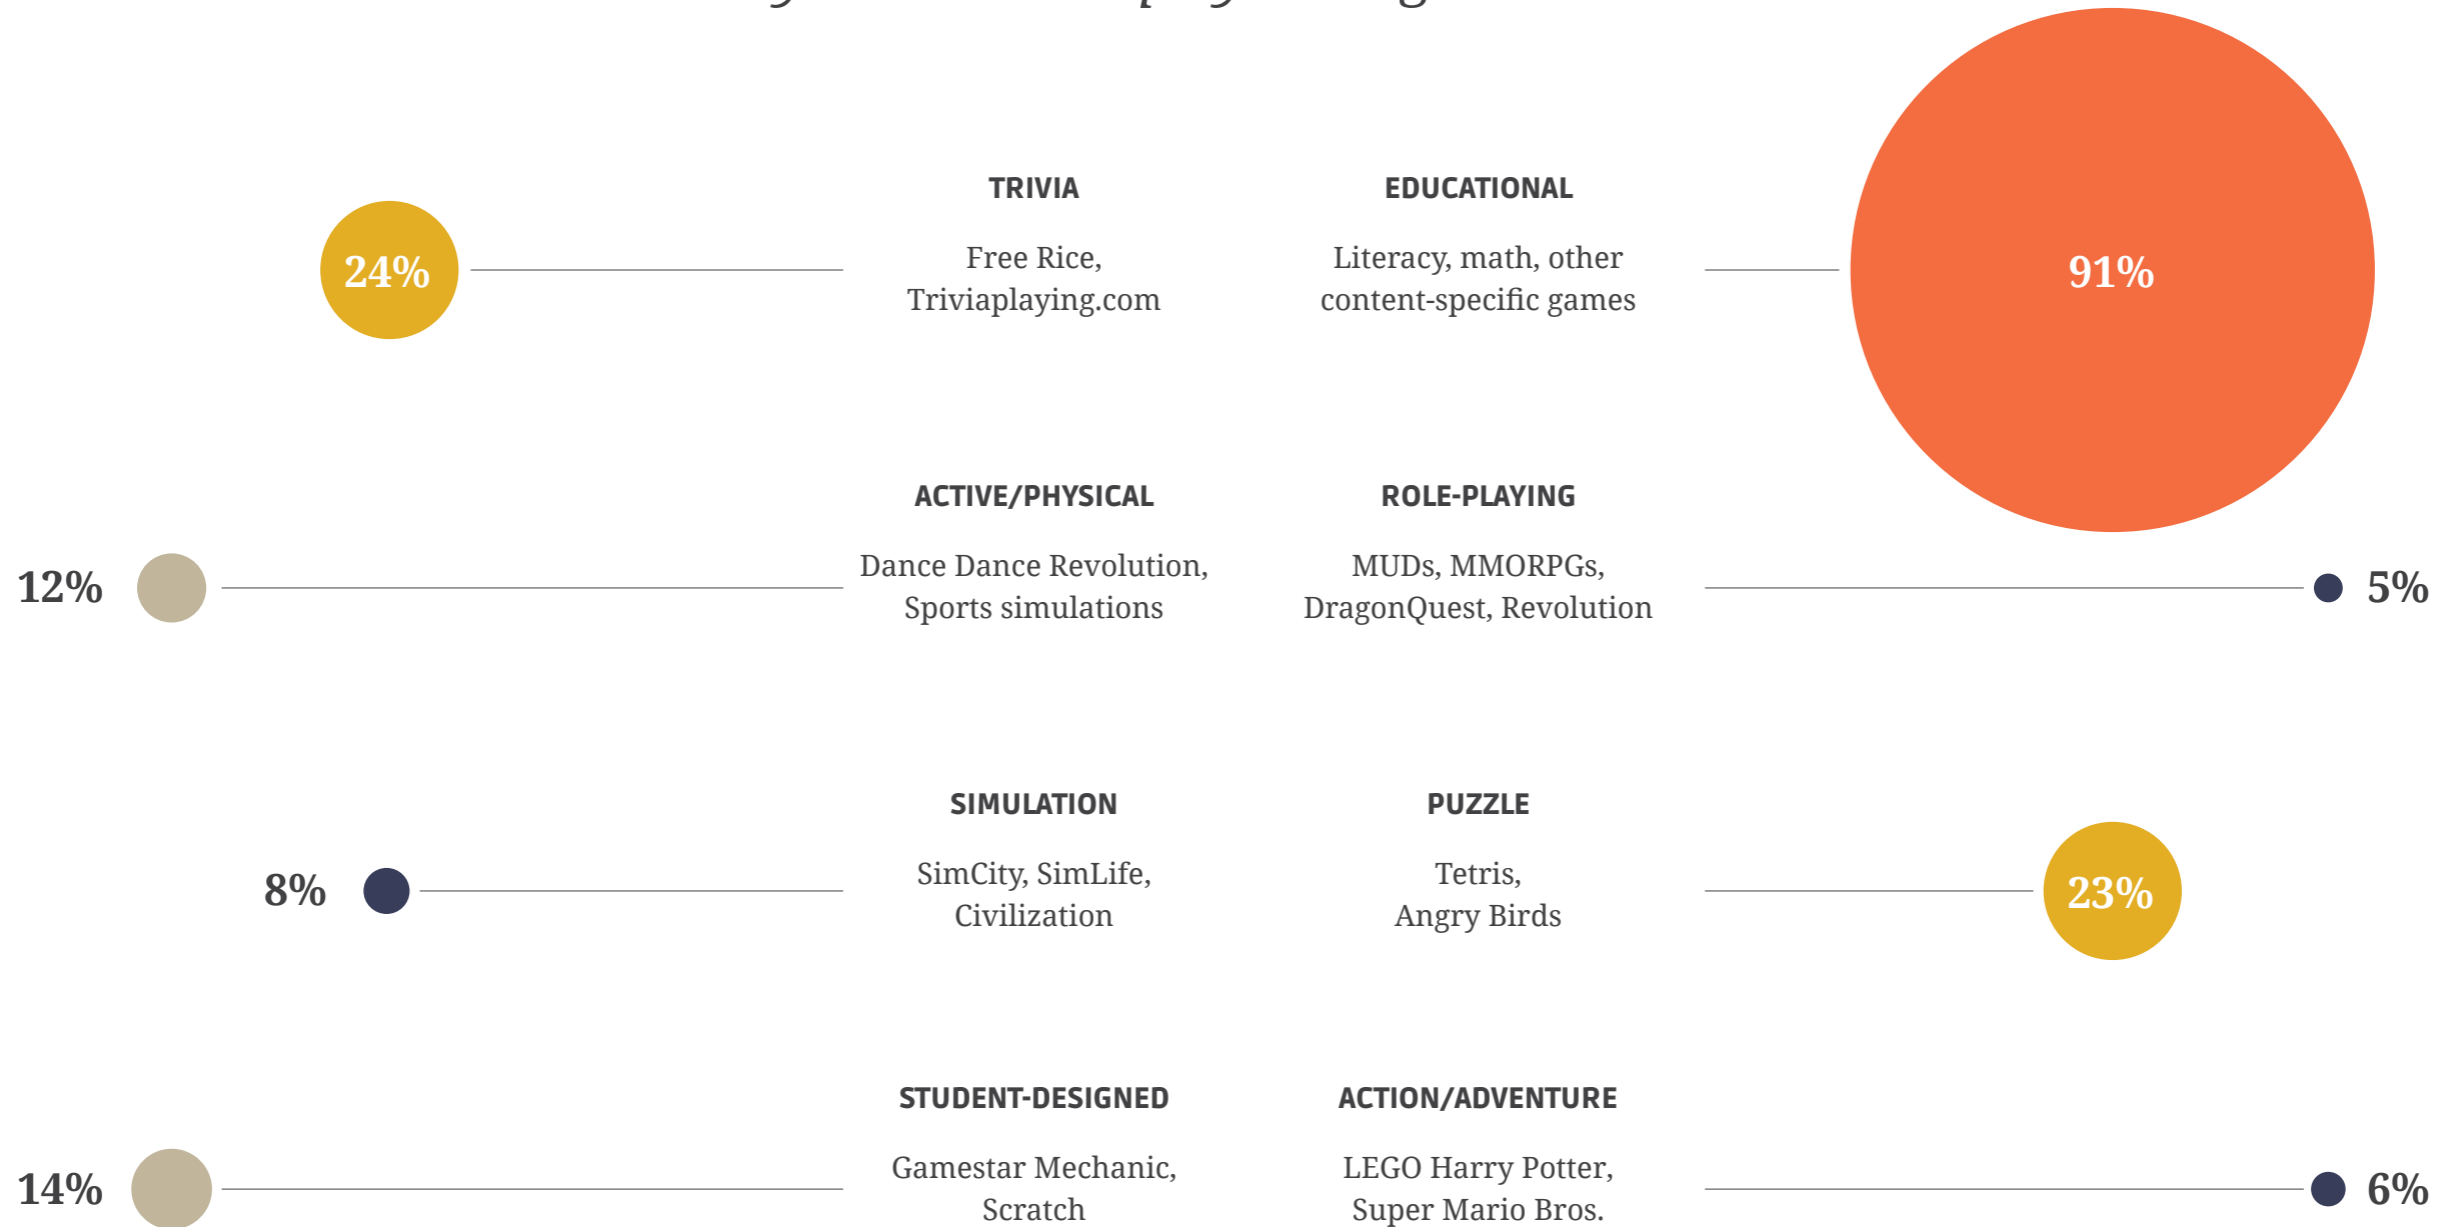 TRIVIA
Free Rice,
Triviaplaying.com
24%
EDUCATIONAL
Literacy, math, other
content-specific games
91%
ACTIVE/PHYSICAL
Dance Dance Revolution,
Sports simulations
12%
ROLE-PLAYING
MUDs, MMORPGs,
DragonQuest, Revolution
5%
SIMULATION
SimCity, SimLife,
Civilization
8%
PUZZLE
Tetris,
Angry Birds
23%
STUDENT-DESIGNED
Gamestar Mechanic,
Scratch
14%
ACTION/ADVENTURE
LEGO Harry Potter,
Super Mario Bros.
6%